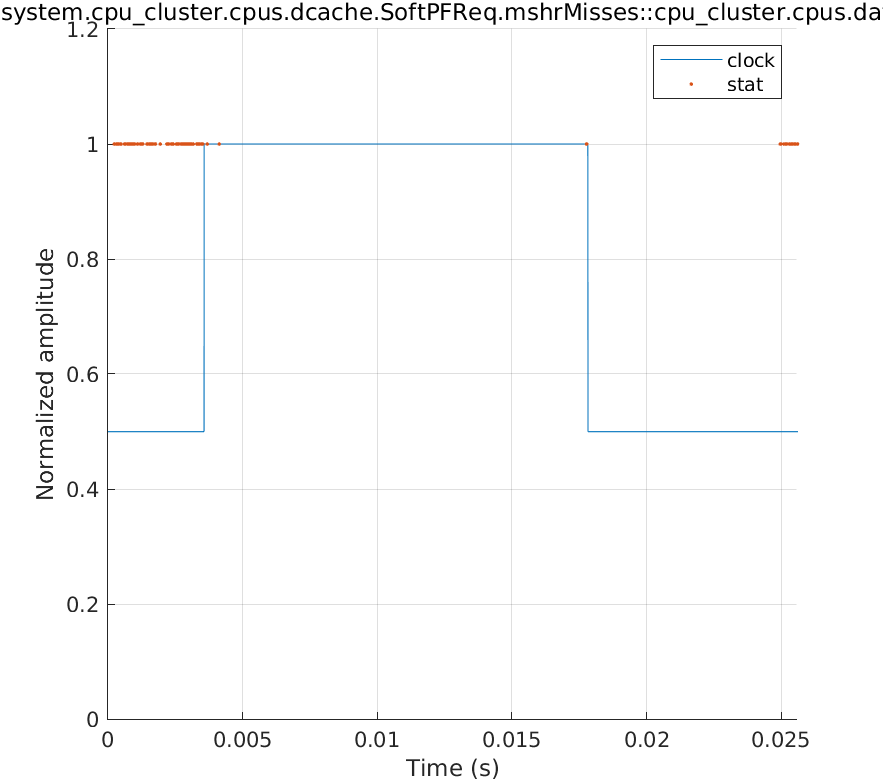 system.cpu_cluster.cpus.dcache.SoftPFReq.mshrMisses::cpu_cluster.cpus.da
1.2
clock
stat
1
0.8
Normalized amplitude
0.6
0.4
0.2
0
0
0.005
0.01
0.015
0.02
0.025
Time (s)